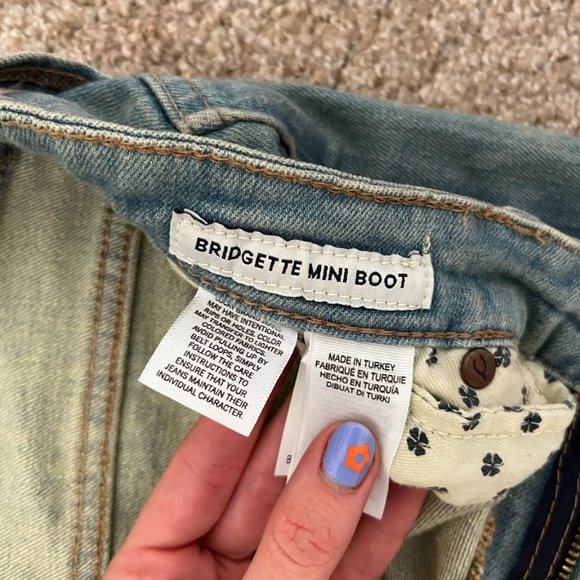 BRIDGETTE MINI BOOT
MAY HAVE INTENTIONAL
RIPS OR HOLES, COLOR
MAY TRANSFER TO LIGHTER
COLORED FABRICS.
AVOID PULLING UP BY
BELT LOOPS, SIMPLY
FOLLOW THE CARE
INSTRUCTIONS TO
ENSURE THAT YOUR
JEANS MAINTAIN THEIR
INDIVIDUAL CHARACTER.
MADE IN TURKEY
FABRIQUÉ EN TURQUIE
HECHO EN TURQUÍA
DIBUAT DI TURKI
B